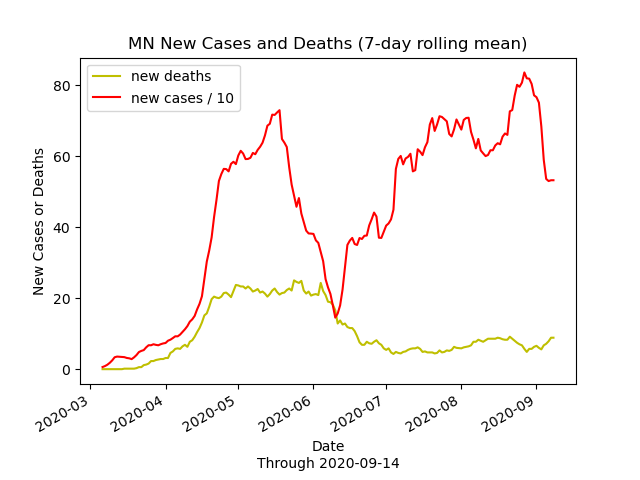 MN New Cases and Deaths (7-day rolling mean)
new deaths
new cases / 10
80
60
40
20
0
New Cases or Deaths
2020-03
2020-04
2020-05
2020-06
2020-07
2020-08
2020-09
Date
Through 2020-09-14